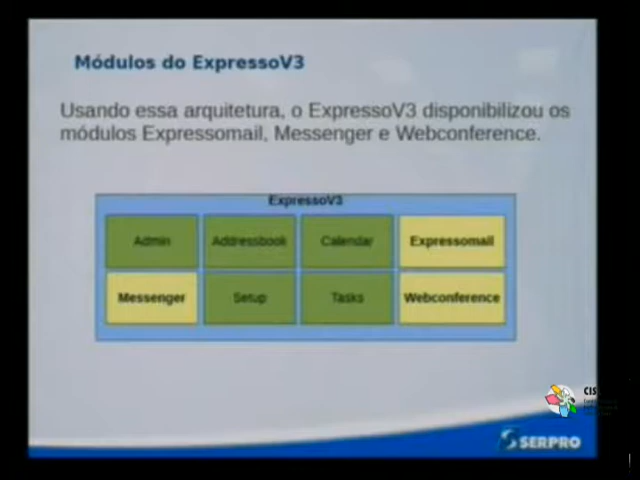 Módulos do ExpressoV3
Usando essa arquitetura, o ExpressoV3 disponibilizou os
módulos Expressomail, Messenger e Webconference.
ExpressoV3
Admin
Addressbook
Calendar
Expressomail
Messenger
Setup
Tasks
Webconference
CIS
SERPRO